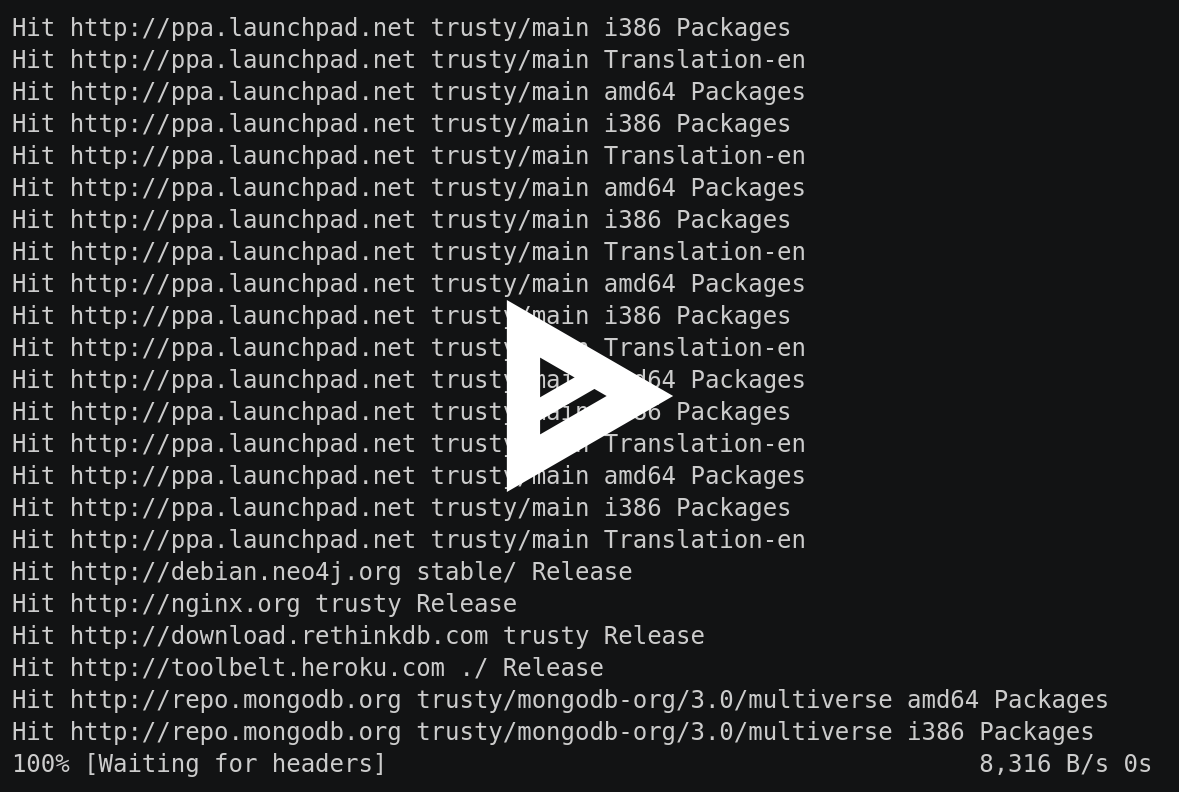 Hit http://ppa.launchpad.net trusty/main i386 Packages
Hit http://ppa.launchpad.net trusty/main Translation-en
Hit http://ppa.launchpad.net trusty/main amd64 Packages
Hit http://ppa.launchpad.net trusty/main i386 Packages
Hit http://ppa.launchpad.net trusty/main Translation-en
Hit http://ppa.launchpad.net trusty/main amd64 Packages
Hit http://ppa.launchpad.net trusty/main i386 Packages
Hit http://ppa.launchpad.net trusty/main Translation-en
Hit http://ppa.launchpad.net trusty/main amd64 Packages
Hit http://ppa.launchpad.net trusty/main i386 Packages
Hit http://ppa.launchpad.net trusty/main Translation-en
Hit http://ppa.launchpad.net trusty/main amd64 Packages
Hit http://ppa.launchpad.net trusty/main i386 Packages
Hit http://ppa.launchpad.net trusty/main Translation-en
Hit http://ppa.launchpad.net trusty/main amd64 Packages
Hit http://ppa.launchpad.net trusty/main i386 Packages
Hit http://ppa.launchpad.net trusty/main Translation-en
Hit http://debian.neo4j.org stable/ Release
Hit http://nginx.org trusty Release
Hit http://download.rethinkdb.com trusty Release
Hit http://toolbelt.heroku.com ./ Release
Hit http://repo.mongodb.org trusty/mongodb-org/3.0/multiverse amd64 Packages
Hit http://repo.mongodb.org trusty/mongodb-org/3.0/multiverse i386 Packages
100% [Waiting for headers] 8,316 B/s 0s